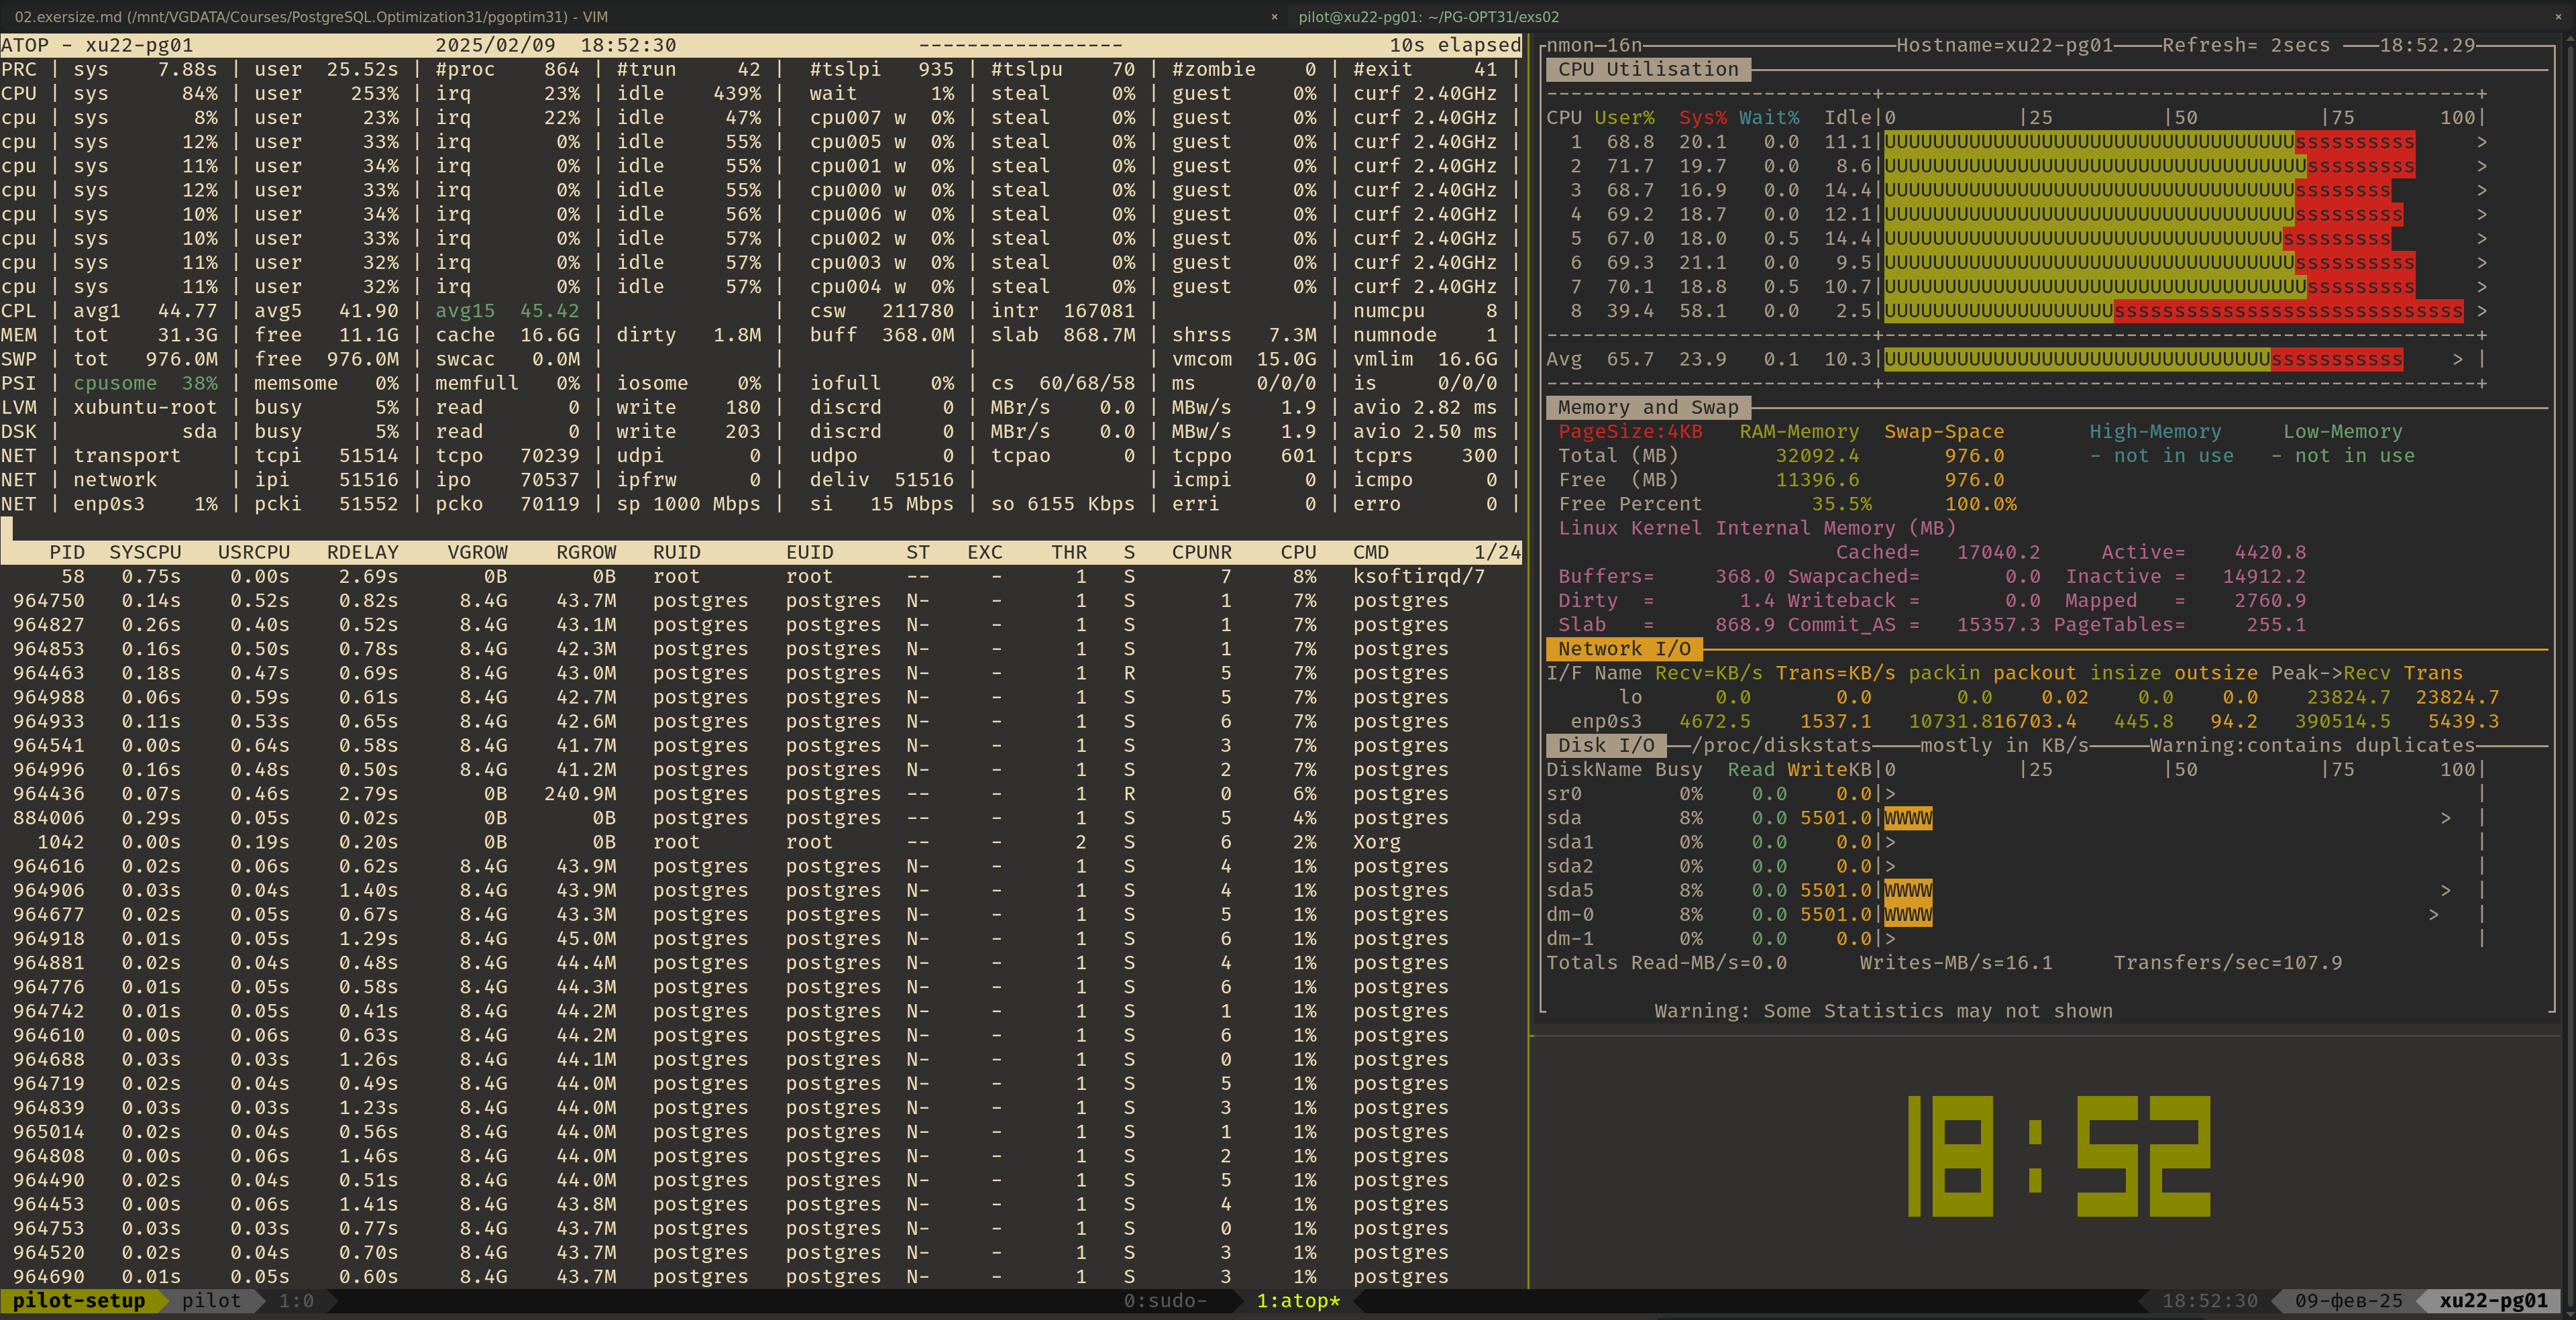 02.exersize.md (/mnt/VGDATA/Courses/PostgreSQL.Optimization31/pgoptim31) - VIM × pilot@xu22-pg01: ~/PG-OPT31/exs02 ×
ATOP - xu22-pg01 2025/02/09 18:52:30 ----------------- 10s elapsed
PRC | sys 7.88s | user 25.52s | #proc 864 | #trun 42 | #tslpi 935 | #tslpu 70 | #zombie 0 | #exit 41 |
CPU | sys 84% | user 253% | irq 23% | idle 439% | wait 1% | steal 0% | guest 0% | curf 2.40GHz |
cpu | sys 8% | user 23% | irq 22% | idle 47% | cpu007 w 0% | steal 0% | guest 0% | curf 2.40GHz |
cpu | sys 12% | user 33% | irq 0% | idle 55% | cpu005 w 0% | steal 0% | guest 0% | curf 2.40GHz |
cpu | sys 11% | user 34% | irq 0% | idle 55% | cpu001 w 0% | steal 0% | guest 0% | curf 2.40GHz |
cpu | sys 12% | user 33% | irq 0% | idle 55% | cpu000 w 0% | steal 0% | guest 0% | curf 2.40GHz |
cpu | sys 10% | user 34% | irq 0% | idle 56% | cpu006 w 0% | steal 0% | guest 0% | curf 2.40GHz |
cpu | sys 10% | user 33% | irq 0% | idle 57% | cpu002 w 0% | steal 0% | guest 0% | curf 2.40GHz |
cpu | sys 11% | user 32% | irq 0% | idle 57% | cpu003 w 0% | steal 0% | guest 0% | curf 2.40GHz |
cpu | sys 11% | user 32% | irq 0% | idle 57% | cpu004 w 0% | steal 0% | guest 0% | curf 2.40GHz |
CPL | avg1 44.77 | avg5 41.90 | avg15 45.42 | | csw 211780 | intr 167081 | | numcpu 8 |
MEM | tot 31.3G | free 11.1G | cache 16.6G | dirty 1.8M | buff 368.0M | slab 868.7M | shrss 7.3M | numnode 1 |
SWP | tot 976.0M | free 976.0M | swcac 0.0M | | | | vmcom 15.0G | vmlim 16.6G |
PSI | cpusome 38% | memsome 0% | memfull 0% | iosome 0% | iofull 0% | cs 60/68/58 | ms 0/0/0 | is 0/0/0 |
LVM | xubuntu-root | busy 5% | read 0 | write 180 | discrd 0 | MBr/s 0.0 | MBw/s 1.9 | avio 2.82 ms |
DSK | sda | busy 5% | read 0 | write 203 | discrd 0 | MBr/s 0.0 | MBw/s 1.9 | avio 2.50 ms |
NET | transport | tcpi 51514 | tcpo 70239 | udpi 0 | udpo 0 | tcpao 0 | tcppo 601 | tcprs 300 |
NET | network | ipi 51516 | ipo 70537 | ipfrw 0 | deliv 51516 | | icmpi 0 | icmpo 0 |
NET | enp0s3 1% | pcki 51552 | pcko 70119 | sp 1000 Mbps | si 15 Mbps | so 6155 Kbps | erri 0 | erro 0 |
PID SYSCPU USRCPU RDELAY VGROW RGROW RUID EUID ST EXC THR S CPUNR CPU CMD 1/24
58 0.75s 0.00s 2.69s 0B 0B root root -- - 1 S 7 8% ksoftirqd/7
964750 0.14s 0.52s 0.82s 8.4G 43.7M postgres postgres N- - 1 S 1 7% postgres
964827 0.26s 0.40s 0.52s 8.4G 43.1M postgres postgres N- - 1 S 1 7% postgres
964853 0.16s 0.50s 0.78s 8.4G 42.3M postgres postgres N- - 1 S 1 7% postgres
964463 0.18s 0.47s 0.69s 8.4G 43.0M postgres postgres N- - 1 R 5 7% postgres
964988 0.06s 0.59s 0.61s 8.4G 42.7M postgres postgres N- - 1 S 5 7% postgres
964933 0.11s 0.53s 0.65s 8.4G 42.6M postgres postgres N- - 1 S 6 7% postgres
964541 0.00s 0.64s 0.58s 8.4G 41.7M postgres postgres N- - 1 S 3 7% postgres
964996 0.16s 0.48s 0.50s 8.4G 41.2M postgres postgres N- - 1 S 2 7% postgres
964436 0.07s 0.46s 2.79s 0B 240.9M postgres postgres -- - 1 R 0 6% postgres
884006 0.29s 0.05s 0.02s 0B 0B postgres postgres -- - 1 S 5 4% postgres
1042 0.00s 0.19s 0.20s 0B 0B root root -- - 2 S 6 2% Xorg
964616 0.02s 0.06s 0.62s 8.4G 43.9M postgres postgres N- - 1 S 4 1% postgres
964906 0.03s 0.04s 1.40s 8.4G 43.9M postgres postgres N- - 1 S 4 1% postgres
964677 0.02s 0.05s 0.67s 8.4G 43.3M postgres postgres N- - 1 S 5 1% postgres
964918 0.01s 0.05s 1.29s 8.4G 45.0M postgres postgres N- - 1 S 6 1% postgres
964881 0.02s 0.04s 0.48s 8.4G 44.4M postgres postgres N- - 1 S 4 1% postgres
964776 0.01s 0.05s 0.58s 8.4G 44.3M postgres postgres N- - 1 S 6 1% postgres
964742 0.01s 0.05s 0.41s 8.4G 44.2M postgres postgres N- - 1 S 1 1% postgres
964610 0.00s 0.06s 0.63s 8.4G 44.2M postgres postgres N- - 1 S 6 1% postgres
964688 0.03s 0.03s 1.26s 8.4G 44.1M postgres postgres N- - 1 S 0 1% postgres
964719 0.02s 0.04s 0.49s 8.4G 44.0M postgres postgres N- - 1 S 5 1% postgres
964839 0.03s 0.03s 1.23s 8.4G 44.0M postgres postgres N- - 1 S 3 1% postgres
965014 0.02s 0.04s 0.56s 8.4G 44.0M postgres postgres N- - 1 S 1 1% postgres
964808 0.00s 0.06s 1.46s 8.4G 44.0M postgres postgres N- - 1 S 2 1% postgres
964490 0.02s 0.04s 0.51s 8.4G 44.0M postgres postgres N- - 1 S 5 1% postgres
964453 0.00s 0.06s 1.41s 8.4G 43.8M postgres postgres N- - 1 S 4 1% postgres
964753 0.03s 0.03s 0.77s 8.4G 43.7M postgres postgres N- - 1 S 0 1% postgres
964520 0.02s 0.04s 0.70s 8.4G 43.7M postgres postgres N- - 1 S 3 1% postgres
964690 0.01s 0.05s 0.60s 8.4G 43.7M postgres postgres N- - 1 S 3 1% postgres
nmon—16n Hostname=xu22-pg01 Refresh= 2secs 18:52.29
CPU Utilisation
CPU User% Sys% Wait% Idle|0 |25 |50 |75 100|
1 68.8 20.1 0.0 11.1|UUUUUUUUUUUUUUUUUUUUUUUUUUUUUUUUUUssssssssss >
2 71.7 19.7 0.0 8.6|UUUUUUUUUUUUUUUUUUUUUUUUUUUUUUUUUUUsssssssss >
3 68.7 16.9 0.0 14.4|UUUUUUUUUUUUUUUUUUUUUUUUUUUUUUUUUUssssssss >
4 69.2 18.7 0.0 12.1|UUUUUUUUUUUUUUUUUUUUUUUUUUUUUUUUUUsssssssss >
5 67.0 18.0 0.5 14.4|UUUUUUUUUUUUUUUUUUUUUUUUUUUUUUUUUsssssssss >
6 69.3 21.1 0.0 9.5|UUUUUUUUUUUUUUUUUUUUUUUUUUUUUUUUUUssssssssss >
7 70.1 18.8 0.5 10.7|UUUUUUUUUUUUUUUUUUUUUUUUUUUUUUUUUUUsssssssss >
8 39.4 58.1 0.0 2.5|UUUUUUUUUUUUUUUUUUUsssssssssssssssssssssssssssss >
Avg 65.7 23.9 0.1 10.3|UUUUUUUUUUUUUUUUUUUUUUUUUUUUUUUUsssssssssss > |
Memory and Swap
PageSize:4KB RAM-Memory Swap-Space High-Memory Low-Memory
Total (MB) 32092.4 976.0 - not in use - not in use
Free (MB) 11396.6 976.0
Free Percent 35.5% 100.0%
Linux Kernel Internal Memory (MB)
Cached= 17040.2 Active= 4420.8
Buffers= 368.0 Swapcached= 0.0 Inactive = 14912.2
Dirty = 1.4 Writeback = 0.0 Mapped = 2760.9
Slab = 868.9 Commit_AS = 15357.3 PageTables= 255.1
Network I/O
I/F Name Recv=KB/s Trans=KB/s packin packout insize outsize Peak->Recv Trans
lo 0.0 0.0 0.0 0.02 0.0 0.0 23824.7 23824.7
enp0s3 4672.5 1537.1 10731.816703.4 445.8 94.2 390514.5 5439.3
Disk I/O —/proc/diskstats——mostly in KB/s——Warning:contains duplicates
DiskName Busy Read WriteKB|0 |25 |50 |75 100|
sr0 0% 0.0 0.0|> |
sda 8% 0.0 5501.0|WWWW > |
sda1 0% 0.0 0.0|> |
sda2 0% 0.0 0.0|> |
sda5 8% 0.0 5501.0|WWWW > |
dm-0 8% 0.0 5501.0|WWWW > |
dm-1 0% 0.0 0.0|> |
Totals Read-MB/s=0.0 Writes-MB/s=16.1 Transfers/sec=107.9
Warning: Some Statistics may not shown
18:52
pilot-setup pilot 1:0 0:sudo- 1:atop* 18:52:30 09-фев-25 xu22-pg01